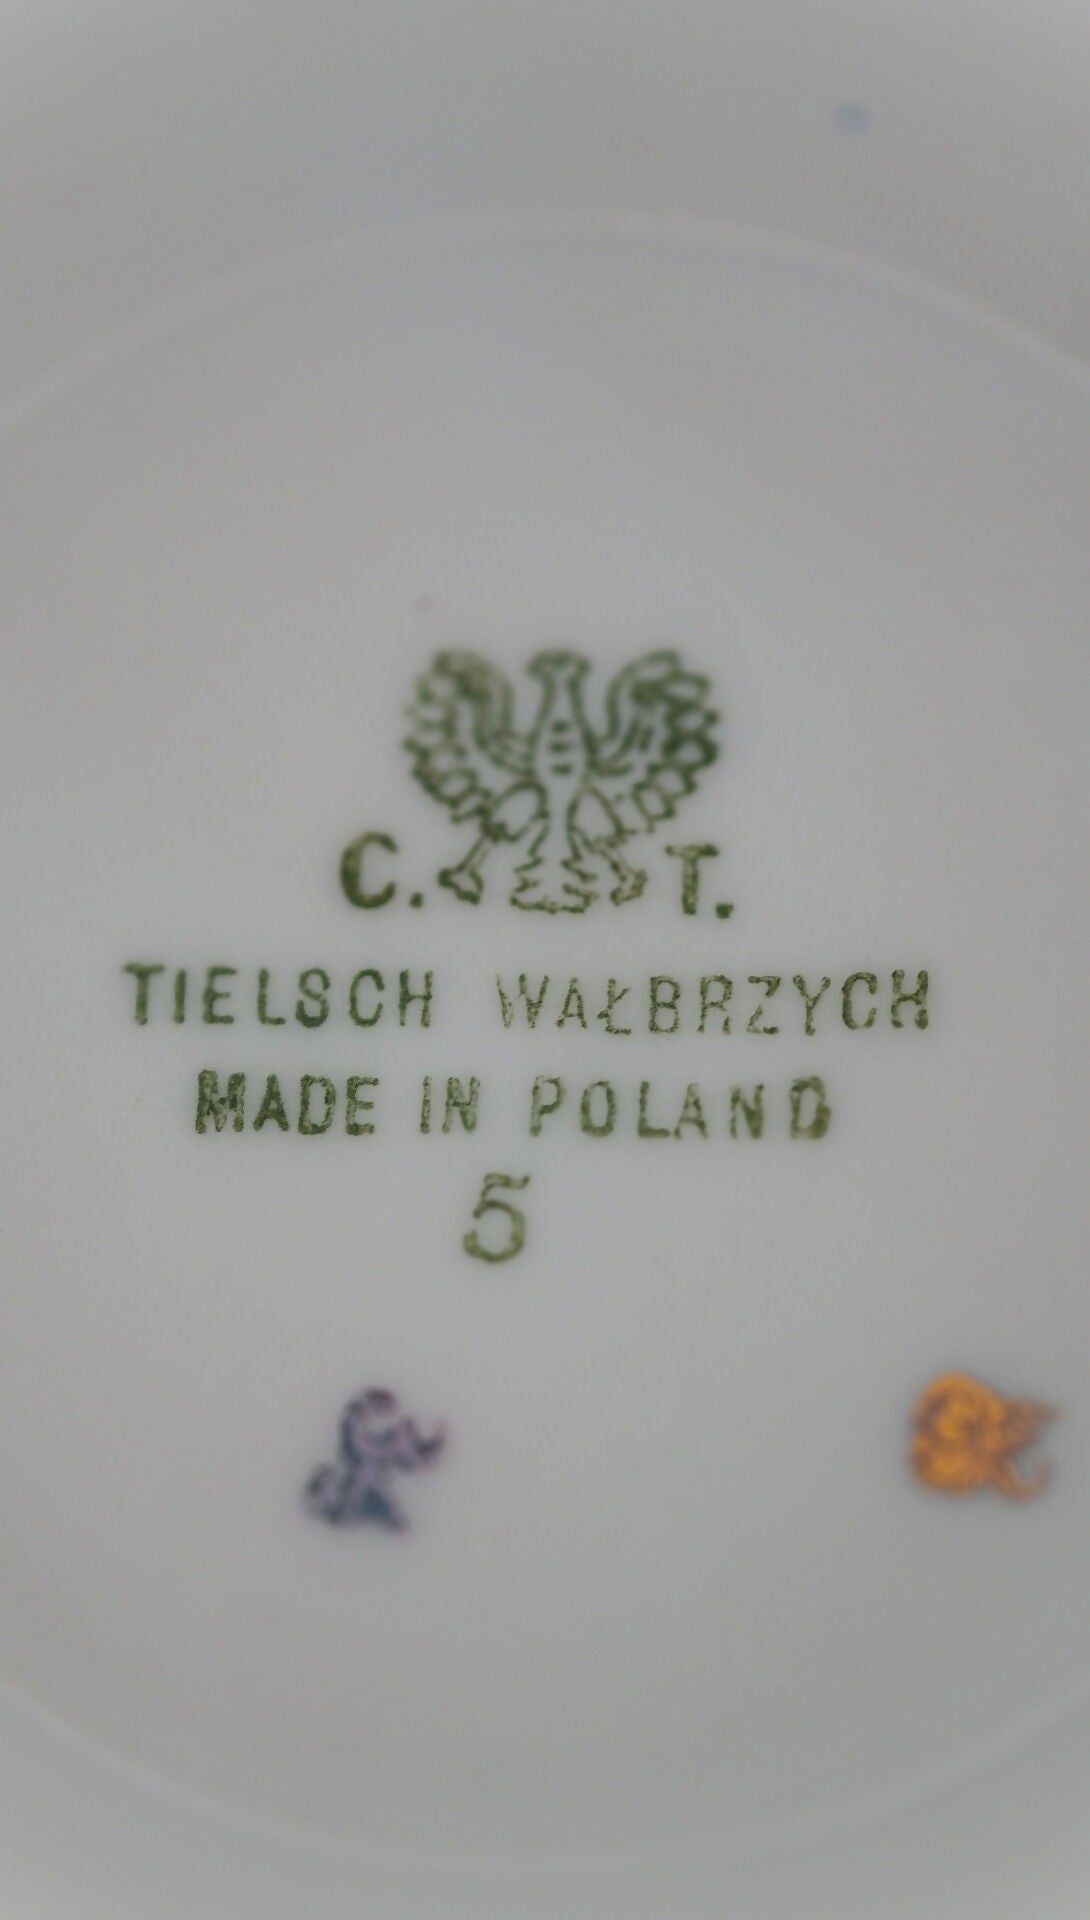 C. T.
TIELSCH WAŁBRZYCH
MADE IN POLAND
5